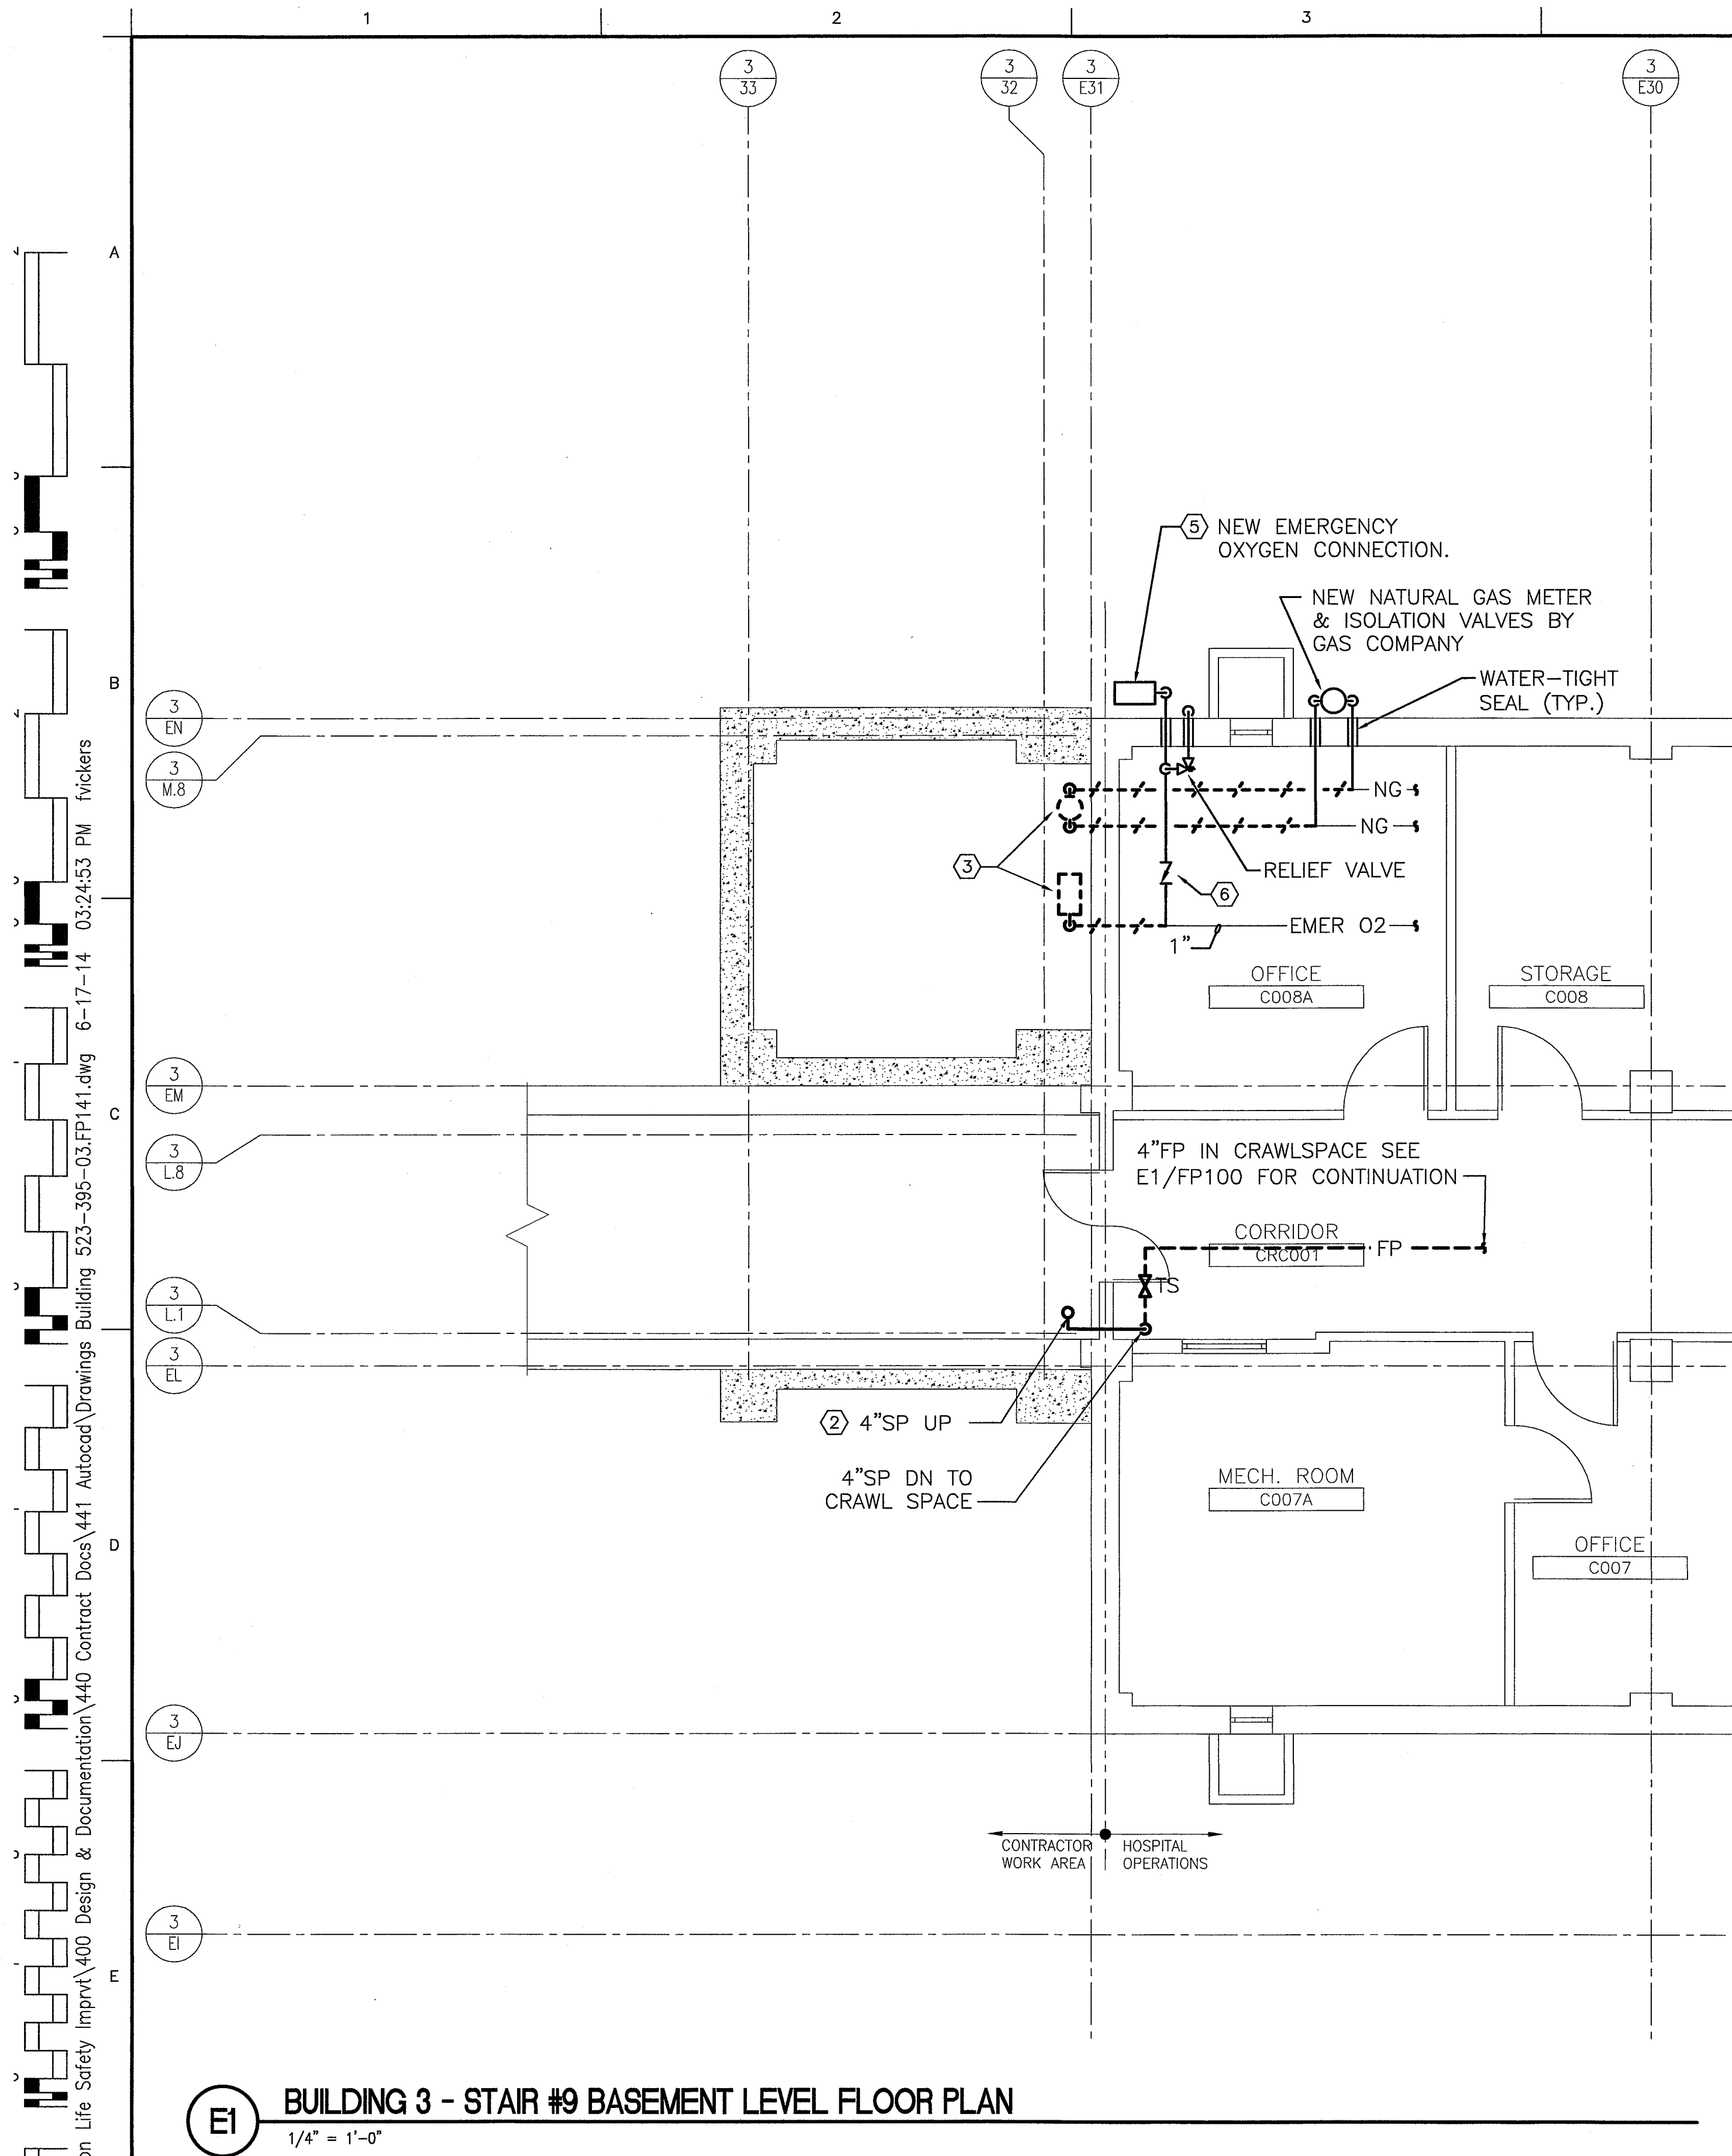 1
2
3
3
33
3
32
3
E31
3
E30
A
5
NEW EMERGENCY
OXYGEN CONNECTION.
NEW NATURAL GAS METER
& ISOLATION VALVES BY
GAS COMPANY
WATER-TIGHT
SEAL (TYP.)
B
3
EN
3
M.8
NG
NG
3
RELIEF VALVE
6
EMER O2
1"
OFFICE
C008A
STORAGE
C008
3
EM
C
3
L.8
4"FP IN CRAWLSPACE SEE
E1/FP100 FOR CONTINUATION
CORRIDOR
CRC001
FP
TS
3
L.1
3
EL
2 4"SP UP
4"SP DN TO
CRAWL SPACE
MECH. ROOM
C007A
D
OFFICE
C007
3
EJ
CONTRACTOR
WORK AREA
HOSPITAL
OPERATIONS
3
EI
E
E1
BUILDING 3 - STAIR #9 BASEMENT LEVEL FLOOR PLAN
1/4" = 1'-0"
Life Safety Imprvt\400 Design & Documentation\440 Contract Docs\441 Autocad\Drawings Building 523-395-03.FP141.dwg 6-17-14 03:24:53 PM fvickers